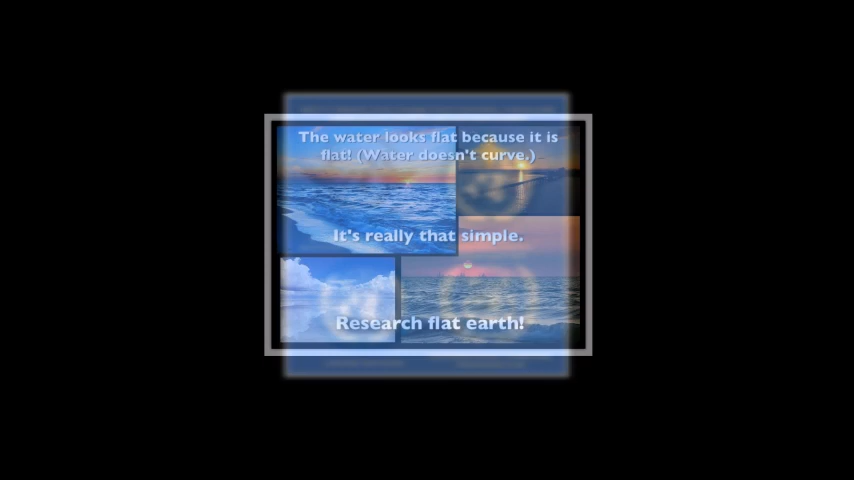 The water looks flat because it is
flat! (Water doesn't curve.)
It's really that simple.
Research flat earth!